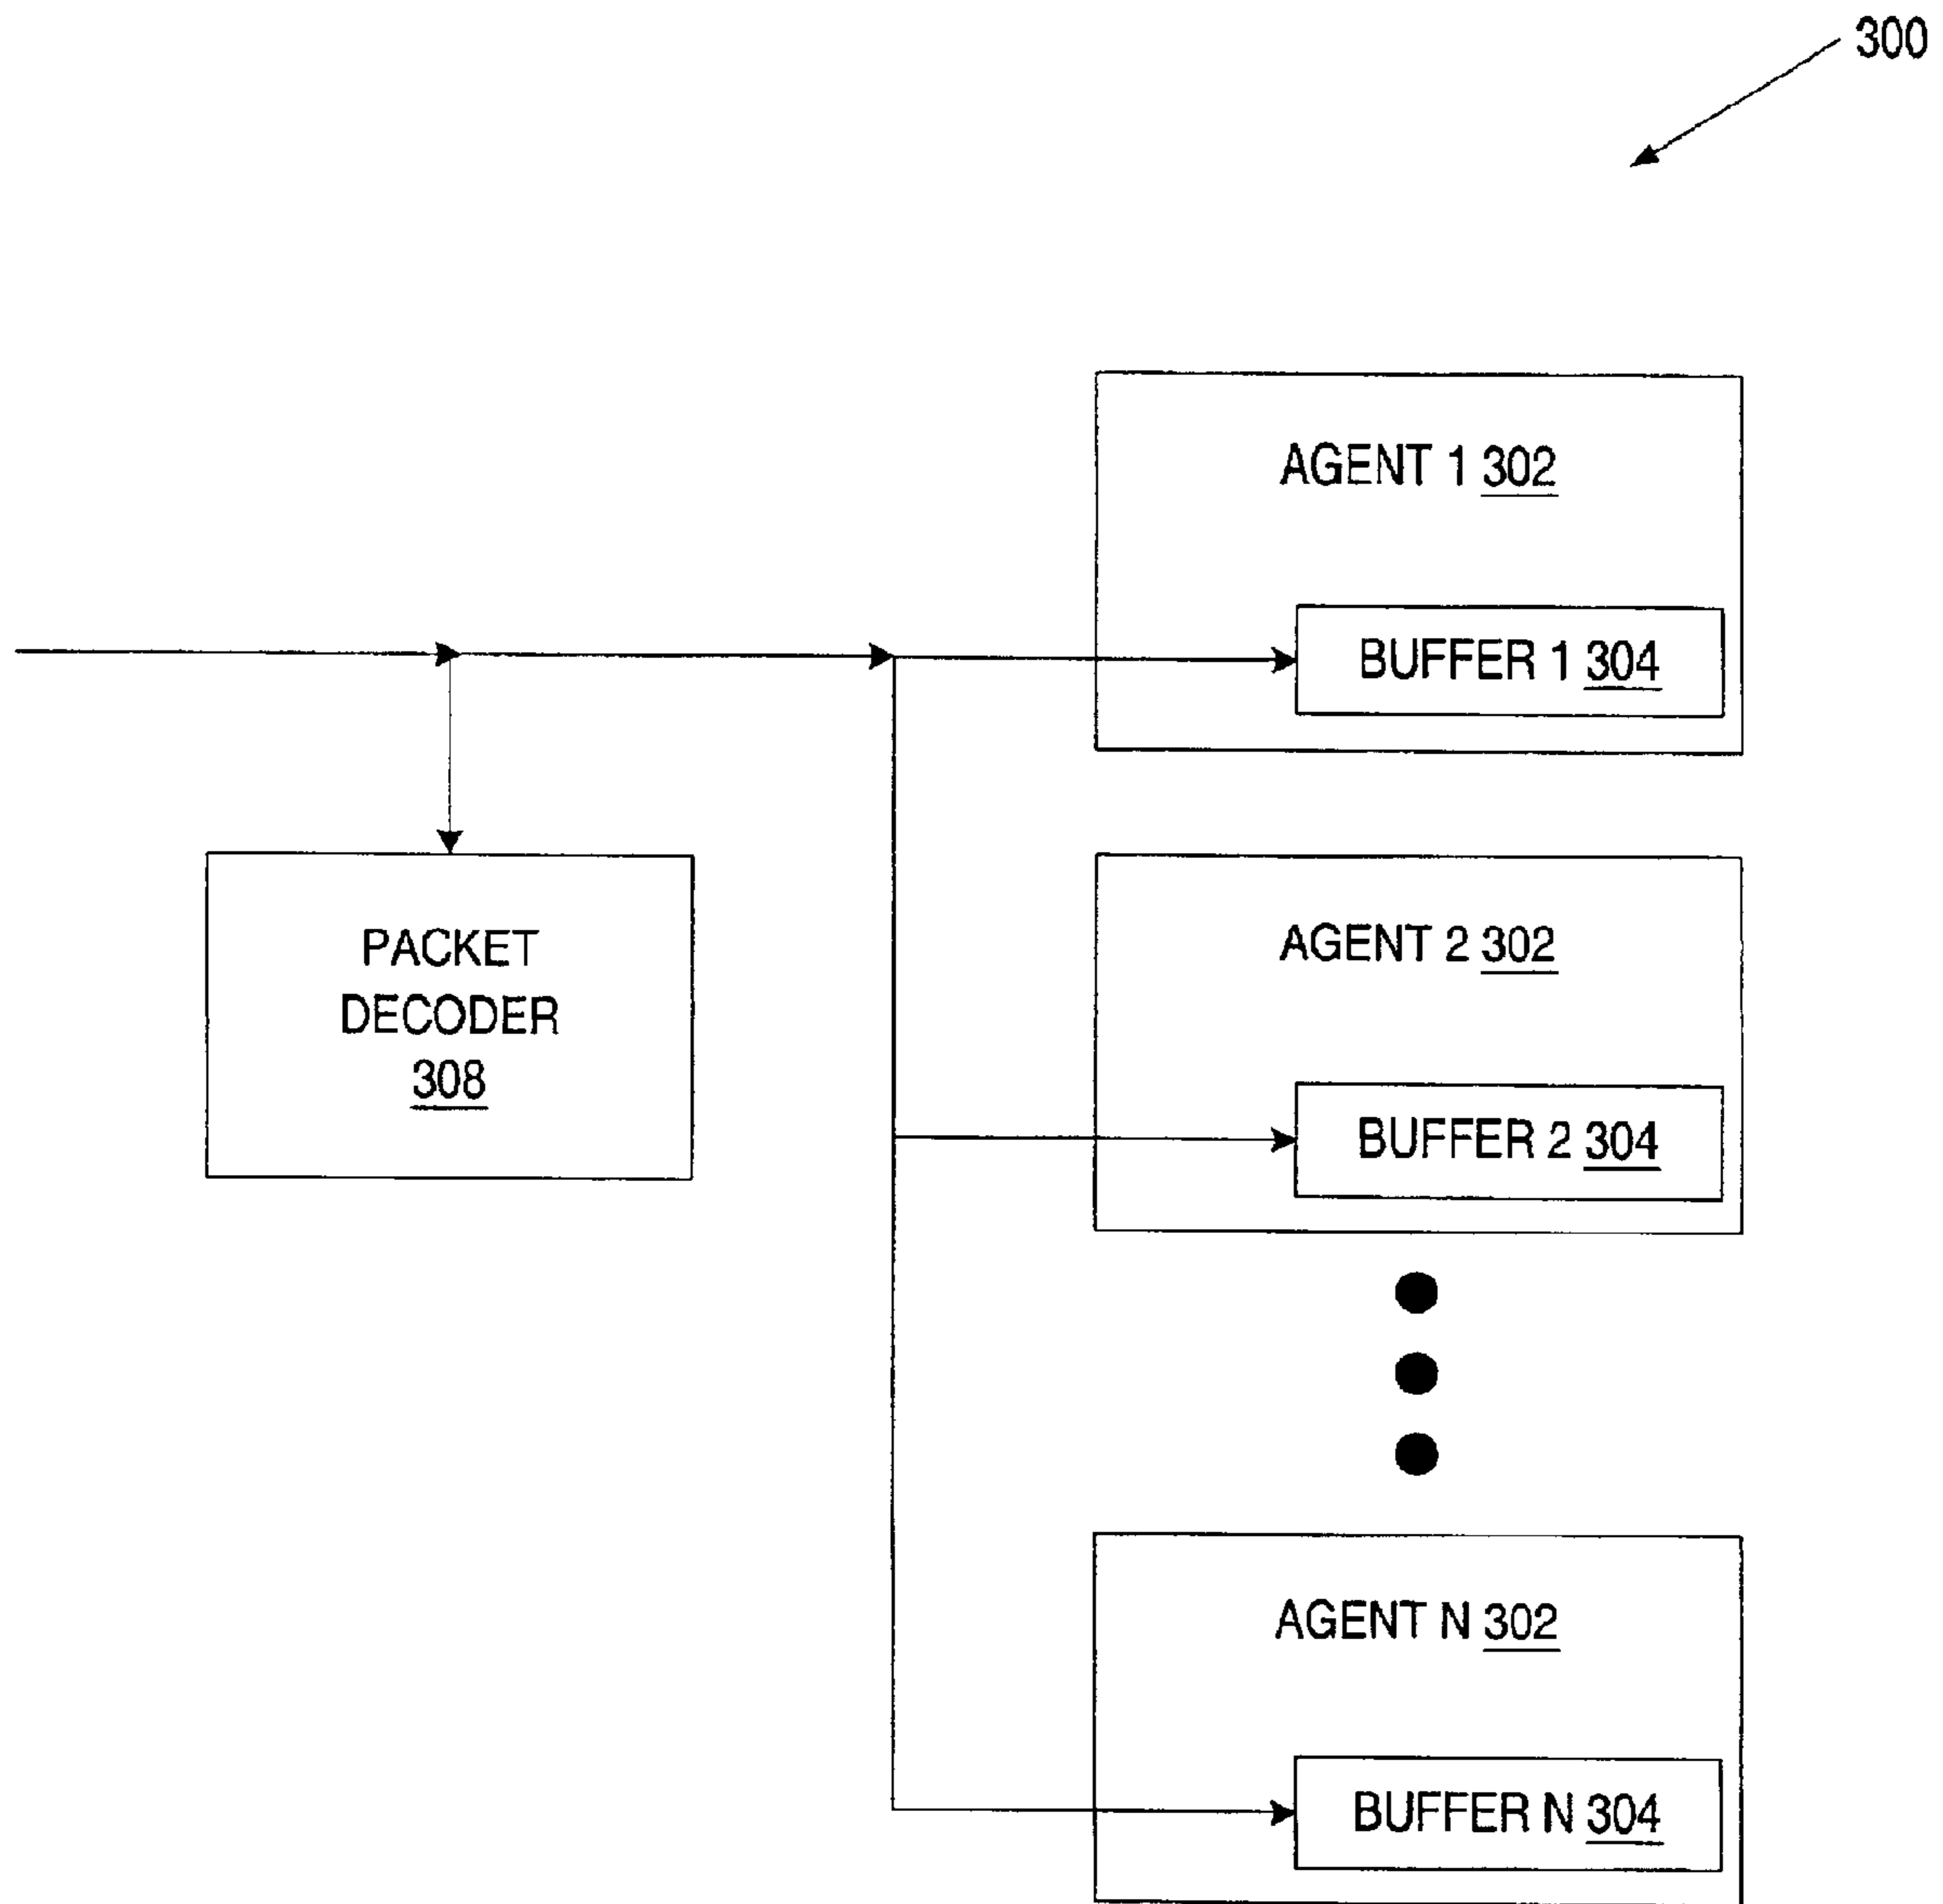 300
AGENT 1 302
BUFFER 1 304
PACKET
DECODER
308
AGENT 2 302
BUFFER 2 304
AGENT N 302
BUFFER N 304